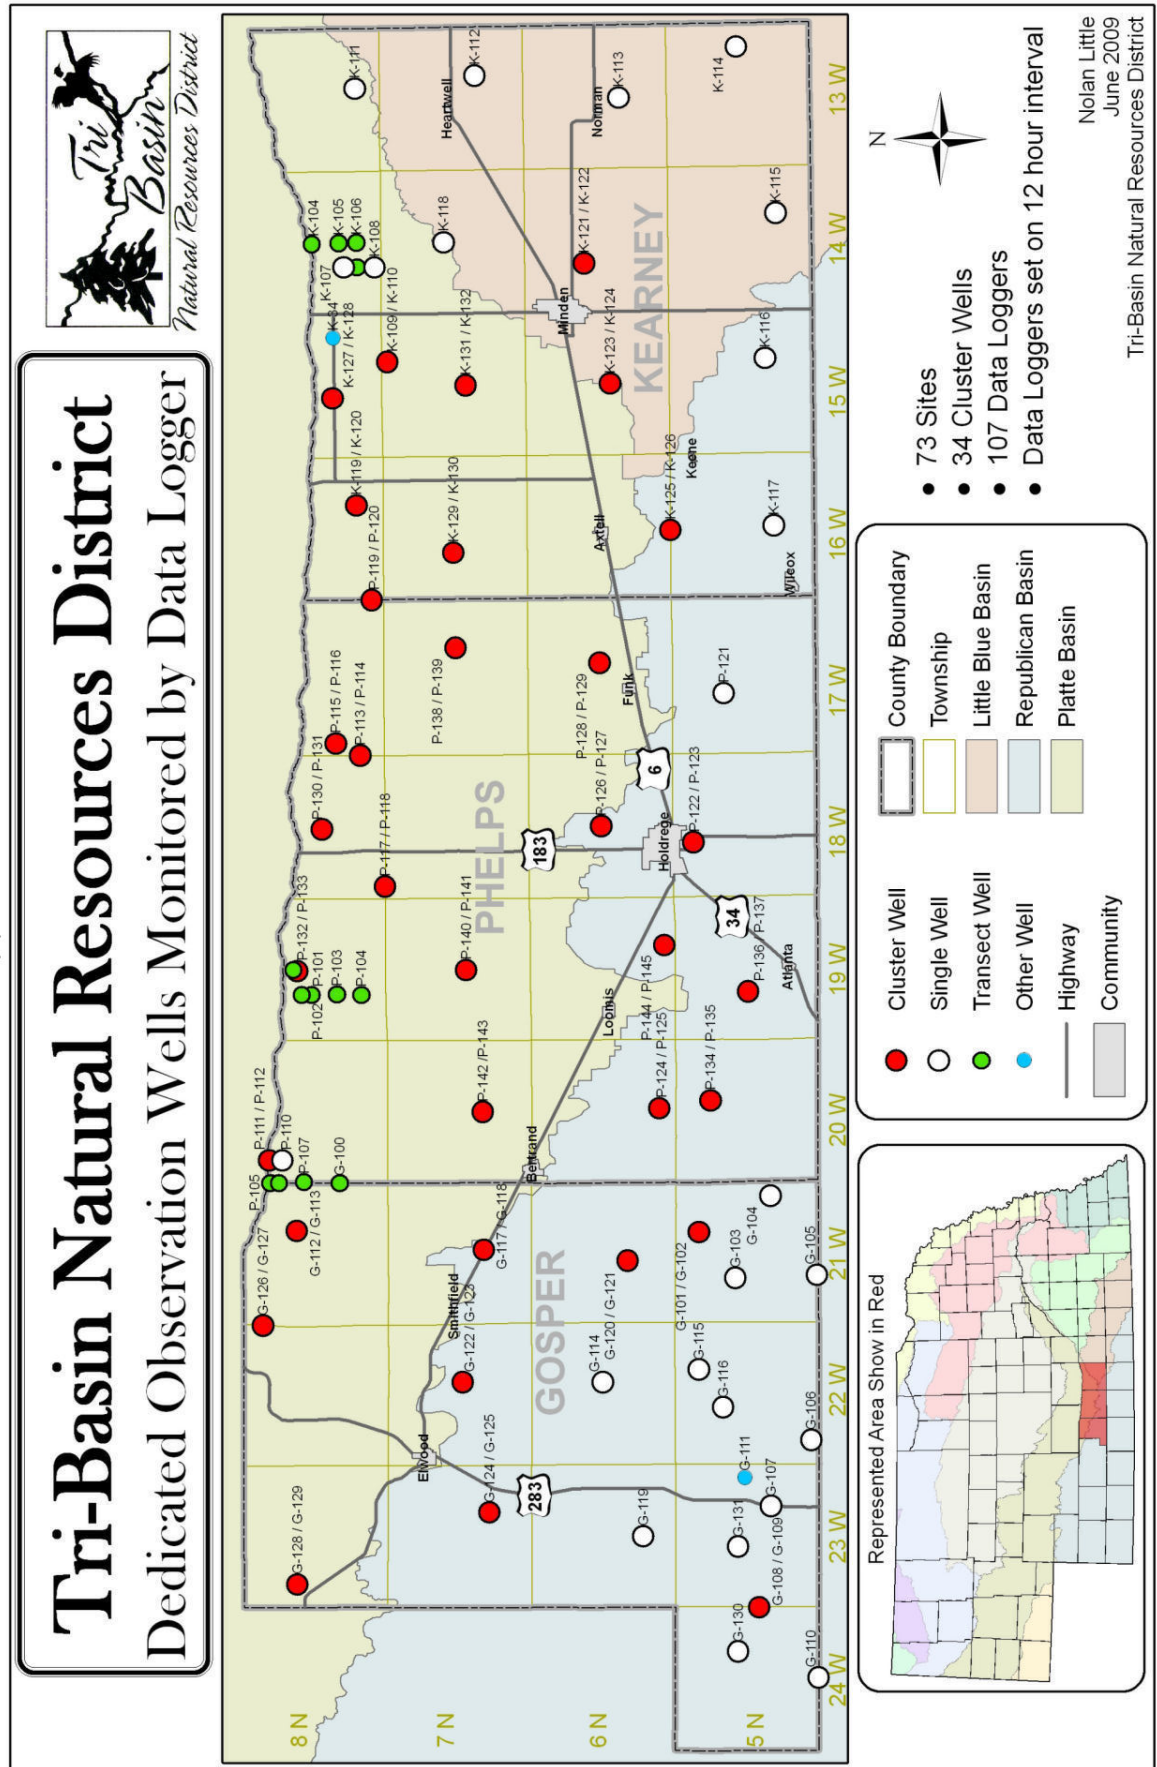 Tri-Basin Natural Resources District
Dedicated Observation Wells Monitored by Data Logger
Tri
Basin
Natural Resources District
8 N
7 N
6 N
5 N
24 W
23 W
22 W
21 W
20 W
19 W
18 W
17 W
16 W
15 W
14 W
13 W
GOSPER
PHELPS
KEARNEY
G-128 / G-129
G-126 / G-127
G-112 / G-113
G-100
P-105
P-107
P-110
P-111 / P-112
Elwood
Smithfield
G-124 / G-125
G-122 / G-123
G-117 / G-118
Bertrand
283
G-119
G-114
G-120 / G-121
G-101 / G-102
G-115
G-116
G-103
G-104
G-105
G-106
G-111
G-107
G-131
G-108 / G-109
G-130
G-110
P-132 / P-133
P-101
P-102
P-103
P-104
P-130 / P-131
P-115 / P-116
P-113 / P-114
P-117 / P-118
P-142 /P-143
P-140 / P-141
P-138 / P-139
183
Loomis
P-144 / P-145
P-124 / P-125
P-134 / P-135
P-136 / P-137
Atlanta
34
Holdrege
6
P-122 / P-123
P-126 / P-127
P-128 / P-129
Funk
P-121
P-119 / P-120
K-119 / K-120
K-129 / K-130
Axtell
K-125 / K-126
Keene
K-117
Wilcox
K-127 / K-128
K-34
K-107
K-104
K-105
K-106
K-108
K-109 / K-110
K-131 / K-132
K-118
Minden
K-121 / K-122
K-123 / K-124
K-116
K-115
K-111
Heartwell
K-112
Norman
K-113
K-114
Represented Area Show in Red
Cluster Well
Single Well
Transect Well
Other Well
Highway
Community
County Boundary
Township
Little Blue Basin
Republican Basin
Platte Basin
• 73 Sites
• 34 Cluster Wells
• 107 Data Loggers
• Data Loggers set on 12 hour interval
N
Nolan Little
June 2009
Tri-Basin Natural Resources District